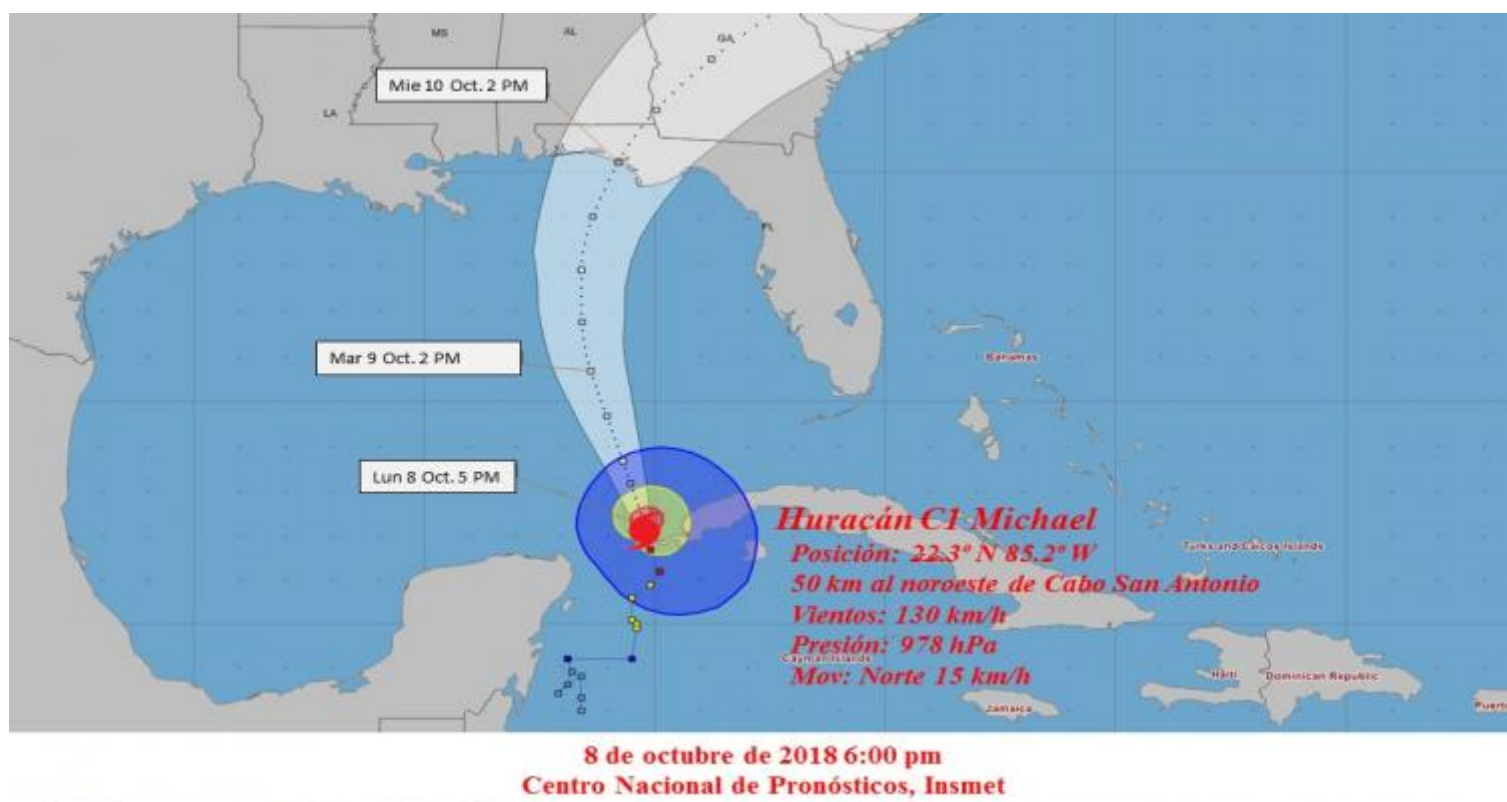 MS
AL
GA
Mie 10 Oct. 2 PM
LA
FL
Mar 9 Oct. 2 PM
Bahamas
Lun 8 Oct. 5 PM
Huracán C1 Michael
Posición: 22.3º N 85.2º W
Turks and Caicos Islands
50 km al noroeste de Cabo San Antonio
Vientos: 130 km/h
Presión: 978 hPa
Cayman Islands
Mov: Norte 15 km/h
Haiti
Dominican Republic
Jamaica
8 de octubre de 2018 6:00 pm
Centro Nacional de Pronósticos, Insmet